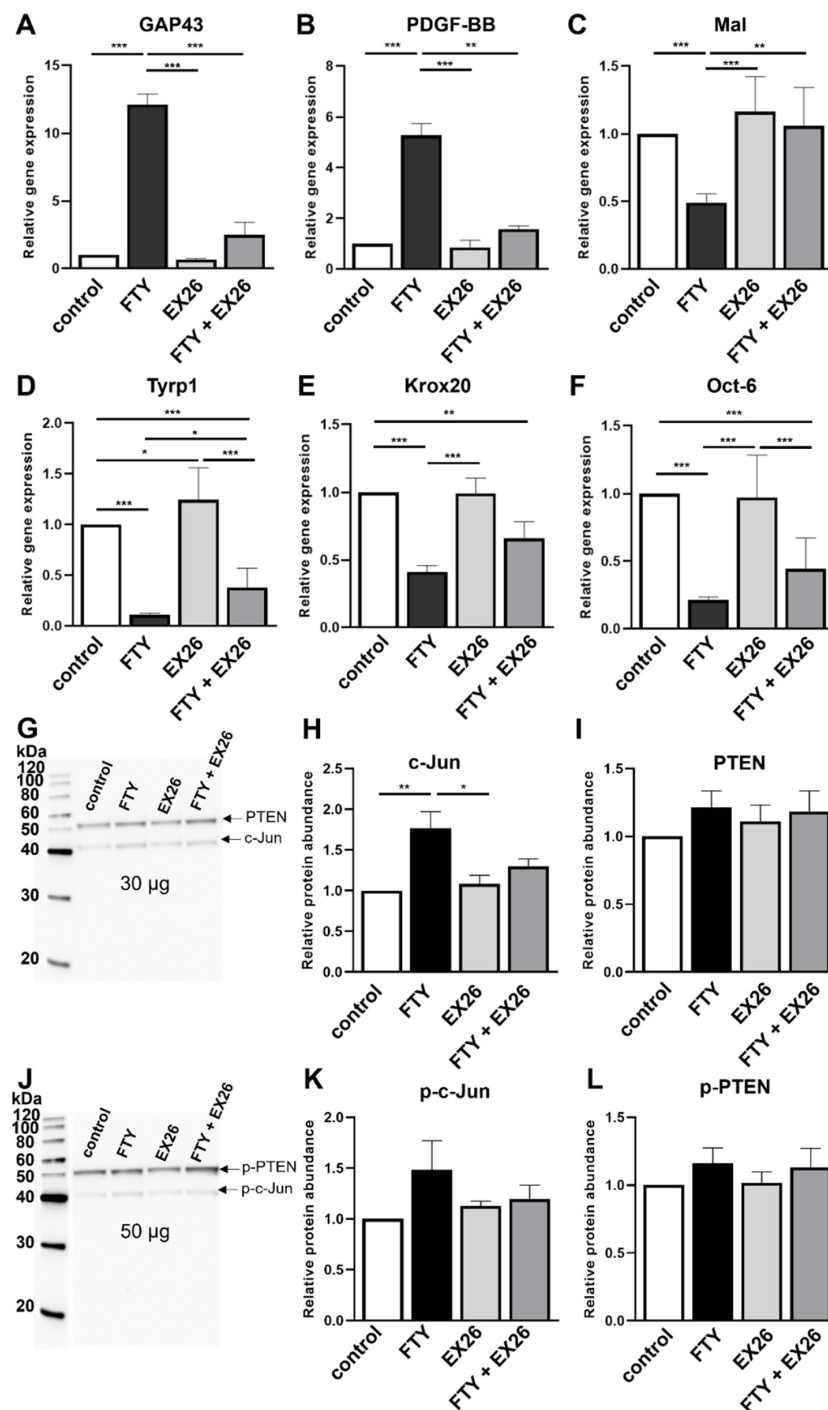 A
GAP43
***
***
***
Relative gene expression
15
10
5
0
control
FTY
EX26
FTY + EX26
B
PDGF-BB
***
**
***
Relative gene expression
8
6
4
2
0
control
FTY
EX26
FTY + EX26
C
Mal
***
**
***
Relative gene expression
1.5
1.0
0.5
0.0
control
FTY
EX26
FTY + EX26
D
Tyrp1
***
*
*
***
***
Relative gene expression
2.0
1.5
1.0
0.5
0.0
control
FTY
EX26
FTY + EX26
E
Krox20
**
***
***
Relative gene expression
1.5
1.0
0.5
0.0
control
FTY
EX26
FTY + EX26
F
Oct-6
***
***
***
***
Relative gene expression
1.5
1.0
0.5
0.0
control
FTY
EX26
FTY + EX26
G
kDa
120
100
80
60
50
40
30
20
control
FTY
EX26
FTY + EX26
PTEN
c-Jun
30 µg
H
c-Jun
**
*
Relative protein abundance
2.5
2.0
1.5
1.0
0.5
0.0
control
FTY
EX26
FTY + EX26
I
PTEN
Relative protein abundance
1.5
1.0
0.5
0.0
control
FTY
EX26
FTY + EX26
J
kDa
120
100
80
60
50
40
30
20
control
FTY
EX26
FTY + EX26
p-PTEN
p-c-Jun
50 µg
K
p-c-Jun
Relative protein abundance
2.0
1.5
1.0
0.5
0.0
control
FTY
EX26
FTY + EX26
L
p-PTEN
Relative protein abundance
1.5
1.0
0.5
0.0
control
FTY
EX26
FTY + EX26